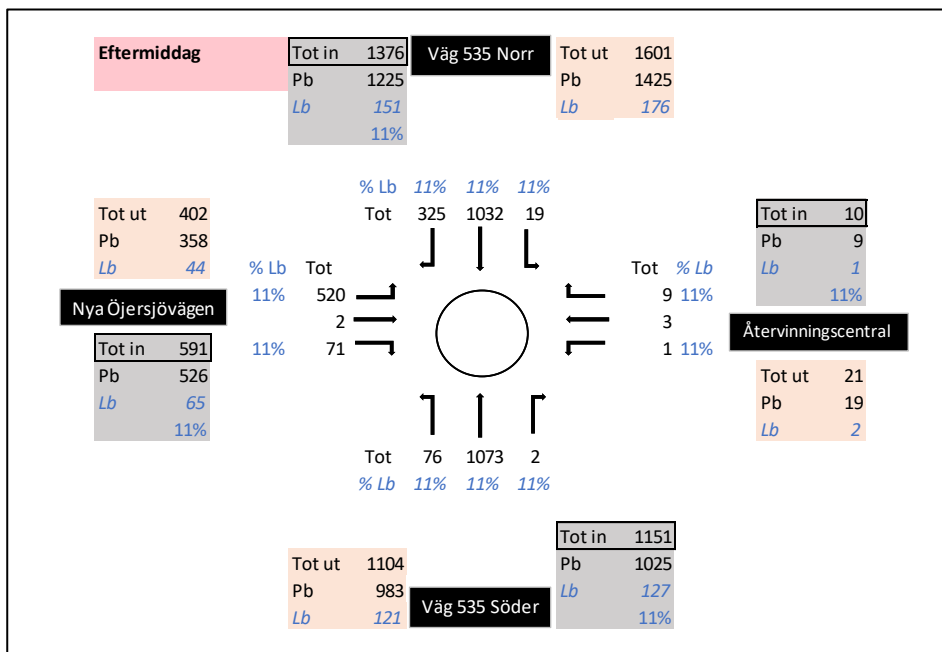 Eftermiddag Tot in 1376 Väg 535 Norr Tot ut 1601
Pb 1225 Pb 1425
Lb 151 Lb 176
11%
% Lb 11% 11% 11%
Tot ut 402 Tot 325 1032 19 Tot in 10
Pb 358 Pb 9
Lb 44 % Lb Tot Tot % Lb Lb 1
11% 520 9 11% 11%
Nya Öjersjövägen 2 3 Återvinningscentral
Tot in 591 11% 71 1 11%
Pb 526 Tot ut 21
Lb 65 Pb 19
11% Lb 2
Tot 76 1073 2
% Lb 11% 11% 11%
Tot in 1151
Tot ut 1104 Pb 1025
Pb 983 Väg 535 Söder Lb 127
Lb 121 11%